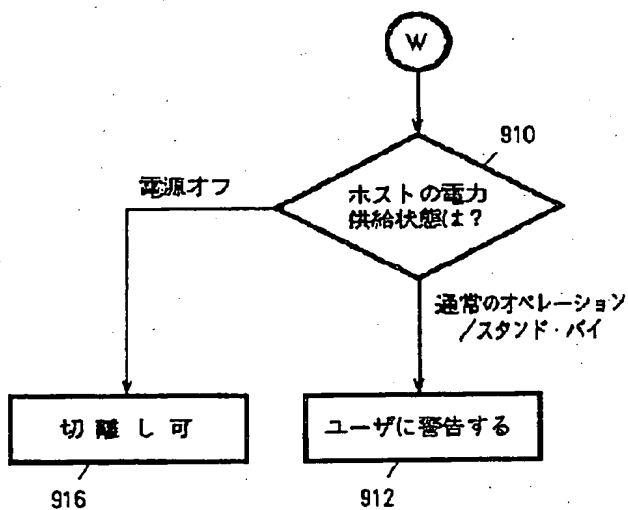 W
910
電源オフ
ホストの電力
供給状態は?
通常のオペレーション
/スタンド・バイ
切離し可
ユーザに警告する
916
912